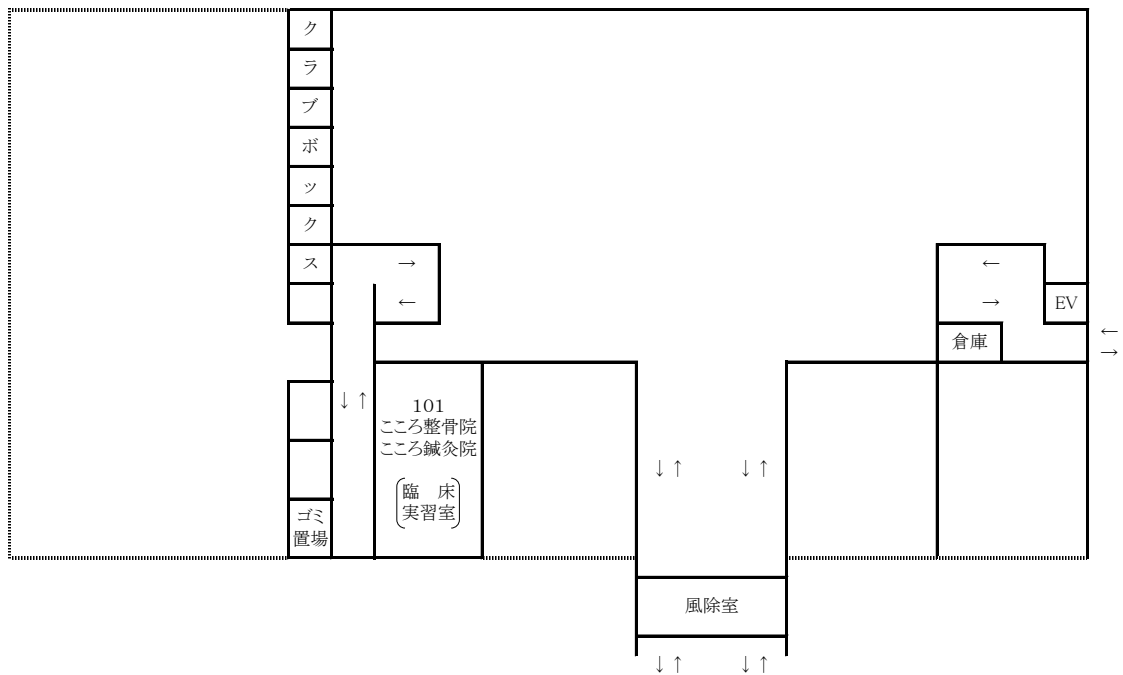 クラブボックス
→
←
←
→
EV
←
→
倉庫
↓↑
101
こころ整骨院
こころ鍼灸院
臨 床
実習室
↓↑ ↓↑
ゴミ
置場
風除室
↓↑ ↓↑